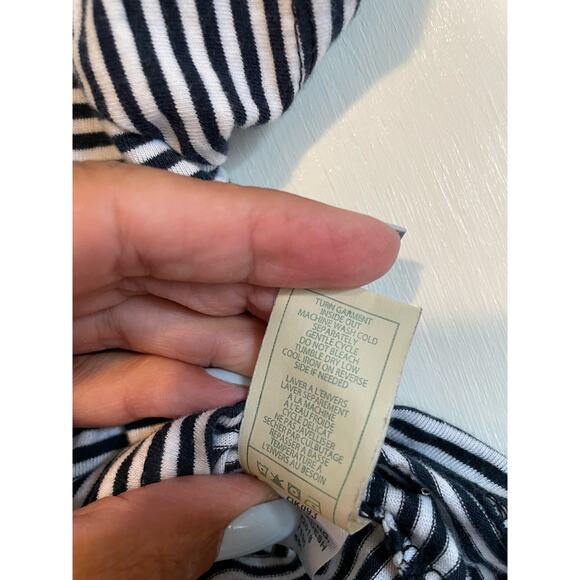 TURN GARMENT
INSIDE OUT
MACHINE WASH COLD
SEPARATELY
GENTLE CYCLE
DO NOT BLEACH
TUMBLE DRY LOW
COOL IRON ON REVERSE
SIDE IF NEEDED
LAVER A L'ENVERS
LAVER SEPAREMENT
A LA MACHINE
A L'EAU FROIDE
CYCLE DELICAT
NE PAS JAVELLISER
SECHER PAR CULBUTAGE
REPASSER A BASSE
TEMPERATURE A
L'ENVERS AU BESOIN